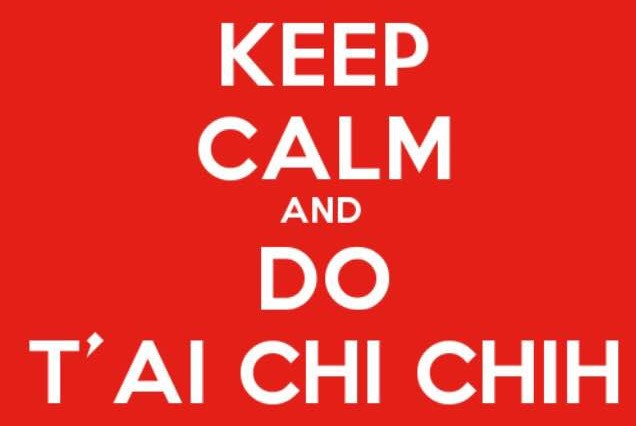 KEEP
CALM
AND
DO
T'AI CHI CHIH